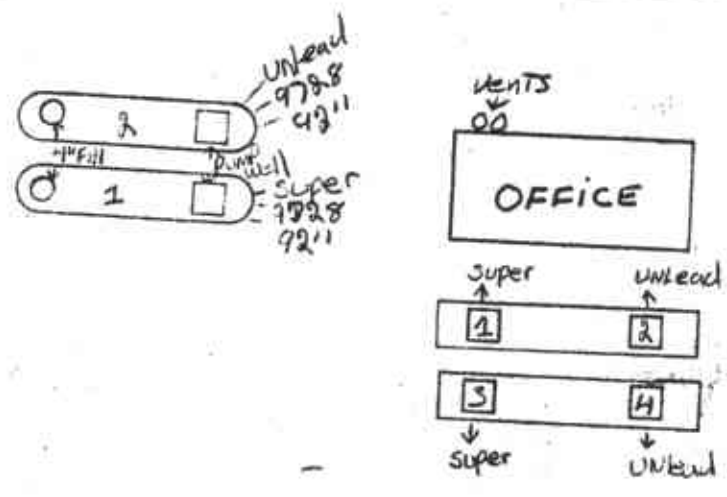 UNLead
9728
92"
2
4" Fill
PUMP
Well
1
Super
9728
92"
VENTS
OFFICE
Super
UNLead
1
2
3
4
Super
UNLead